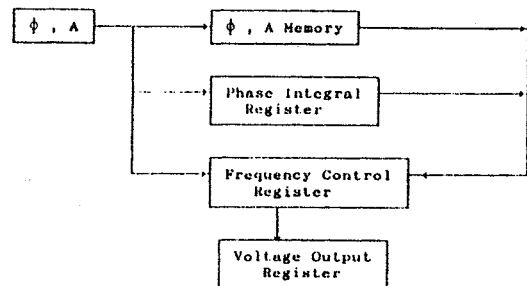 ϕ , A
ϕ , A Memory
Phase Integral
Register
Frequency Control
Register
Voltage Output
Register